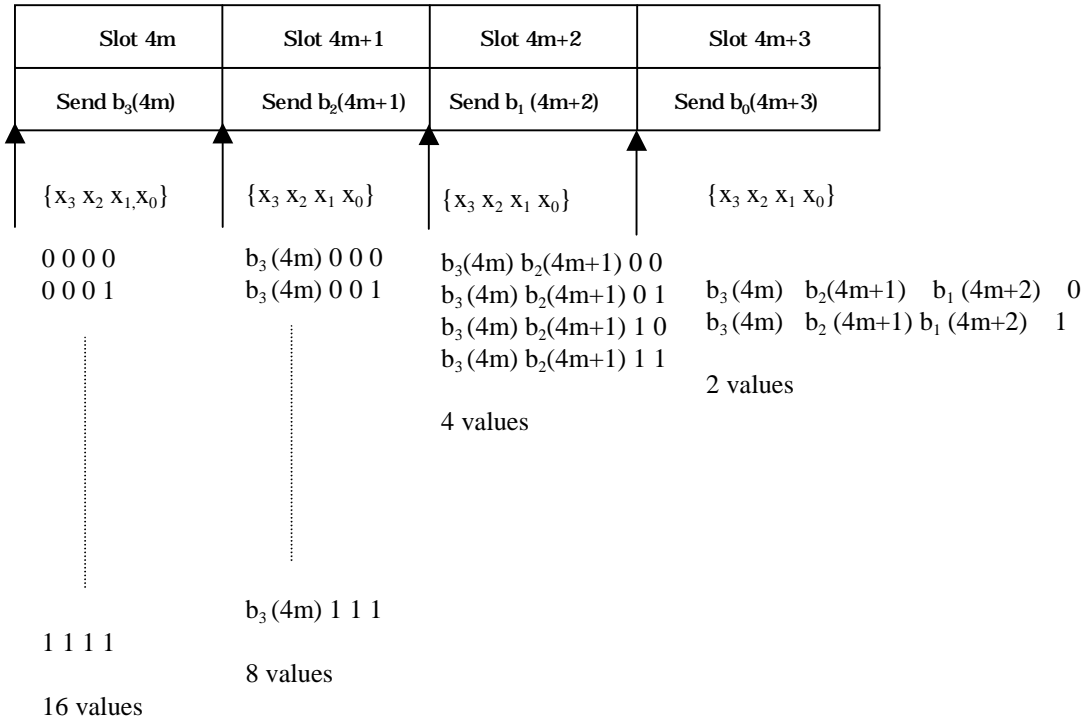 Slot 4m Slot 4m+1 Slot 4m+2 Slot 4m+3
Send b₃(4m) Send b₂(4m+1) Send b₁ (4m+2) Send b₀(4m+3)
{x₃ x₂ x₁,x₀}
0 0 0 0
0 0 0 1
1 1 1 1
16 values
{x₃ x₂ x₁ x₀}
b₃ (4m) 0 0 0
b₃ (4m) 0 0 1
b₃ (4m) 1 1 1
8 values
{x₃ x₂ x₁ x₀}
b₃(4m) b₂(4m+1) 0 0
b₃ (4m) b₂(4m+1) 0 1
b₃ (4m) b₂(4m+1) 1 0
b₃ (4m) b₂(4m+1) 1 1
4 values
{x₃ x₂ x₁ x₀}
b₃ (4m) b₂(4m+1) b₁ (4m+2) 0
b₃ (4m) b₂ (4m+1) b₁ (4m+2) 1
2 values